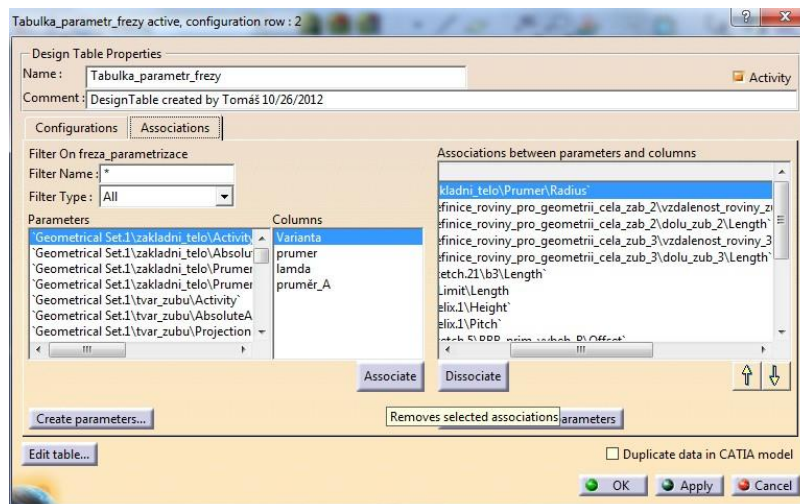 Tabulka_parametr_frezy active, configuration row : 2
Design Table Properties
Name :
Tabulka_parametr_frezy
Activity
Comment :
DesignTable created by Tomáš 10/26/2012
Configurations
Associations
Filter On freza_parametrizace
Filter Name :
*
Filter Type :
All
Parameters
`Geometrical Set.1\zakladni_telo\Activity
`Geometrical Set.1\zakladni_telo\Absolu
`Geometrical Set.1\zakladni_telo\Prumer
`Geometrical Set.1\zakladni_telo\Prumer
`Geometrical Set.1\tvar_zubu\Activity`
`Geometrical Set.1\tvar_zubu\AbsoluteA
`Geometrical Set.1\tvar_zubu\Projection
Columns
Varianta
prumer
lamda
pruměr_A
Associate
Associations between parameters and columns
kladni_telo\Prumer\Radius`
efinice_roviny_pro_geometrii_cela_zab_2\vzdalenost_roviny_zu
efinice_roviny_pro_geometrii_cela_zub_2\dolu_zub_2\Length`
efinice_roviny_pro_geometrii_cela_zub_3\vzdalenost_roviny_3
efinice_roviny_pro_geometrii_cela_zub_3\dolu_zub_3\Length`
etch.21\b3\Length`
Limit\Length
elix.1\Height`
elix.1\Pitch`
Dissociate
Create parameters...
Removes selected associations
arameters
Edit table...
Duplicate data in CATIA model
OK
Apply
Cancel